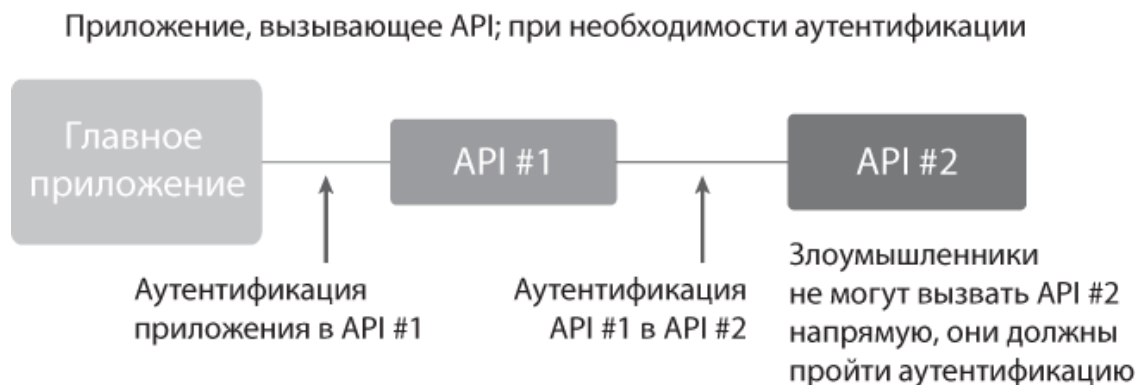 Приложение, вызывающее API; при необходимости аутентификации
Главное
приложение
API #1
API #2
Аутентификация
приложения в API #1
Аутентификация
API #1 в API #2
Злоумышленники
не могут вызвать API #2
напрямую, они должны
пройти аутентификацию